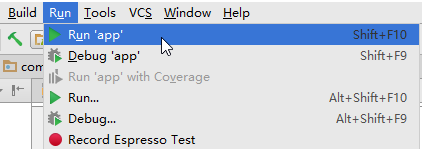 Build Run Tools VCS Window Help
Run 'app' Shift+F10
Debug 'app' Shift+F9
com
Run 'app' with Coverage
Run... Alt+Shift+F10
Debug... Alt+Shift+F9
Record Espresso Test